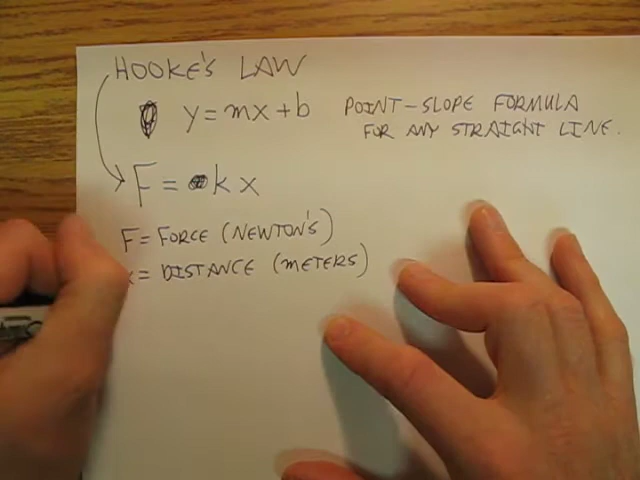 HOOKE'S LAW
y = mx + b
POINT-SLOPE FORMULA
FOR ANY STRAIGHT LINE.
F = kx
F = FORCE (NEWTON'S)
x = DISTANCE (METERS)